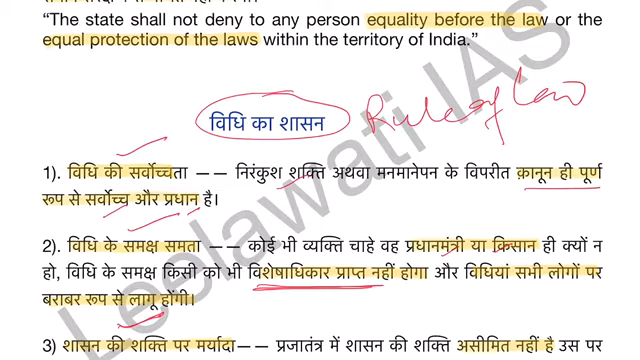 "The state shall not deny to any person equality before the law or the
equal protection of the laws within the territory of India."
विधि का शासन
Rule of Law
1). विधि की सर्वोच्चता —— निरंकुश शक्ति अथवा मनमानेपन के विपरीत क़ानून ही पूर्ण
रूप से सर्वोच्च और प्रधान है।
2). विधि के समक्ष समता —— कोई भी व्यक्ति चाहे वह प्रधानमंत्री या किसान ही क्यों न
हो, विधि के समक्ष किसी को भी विशेषाधिकार प्राप्त नहीं होगा और विधियां सभी लोगों पर
बराबर रूप से लागू होंगी।
3) शासन की शक्ति पर मर्यादा —— प्रजातंत्र में शासन की शक्ति असीमित नहीं है उस पर
Leelawati IAS